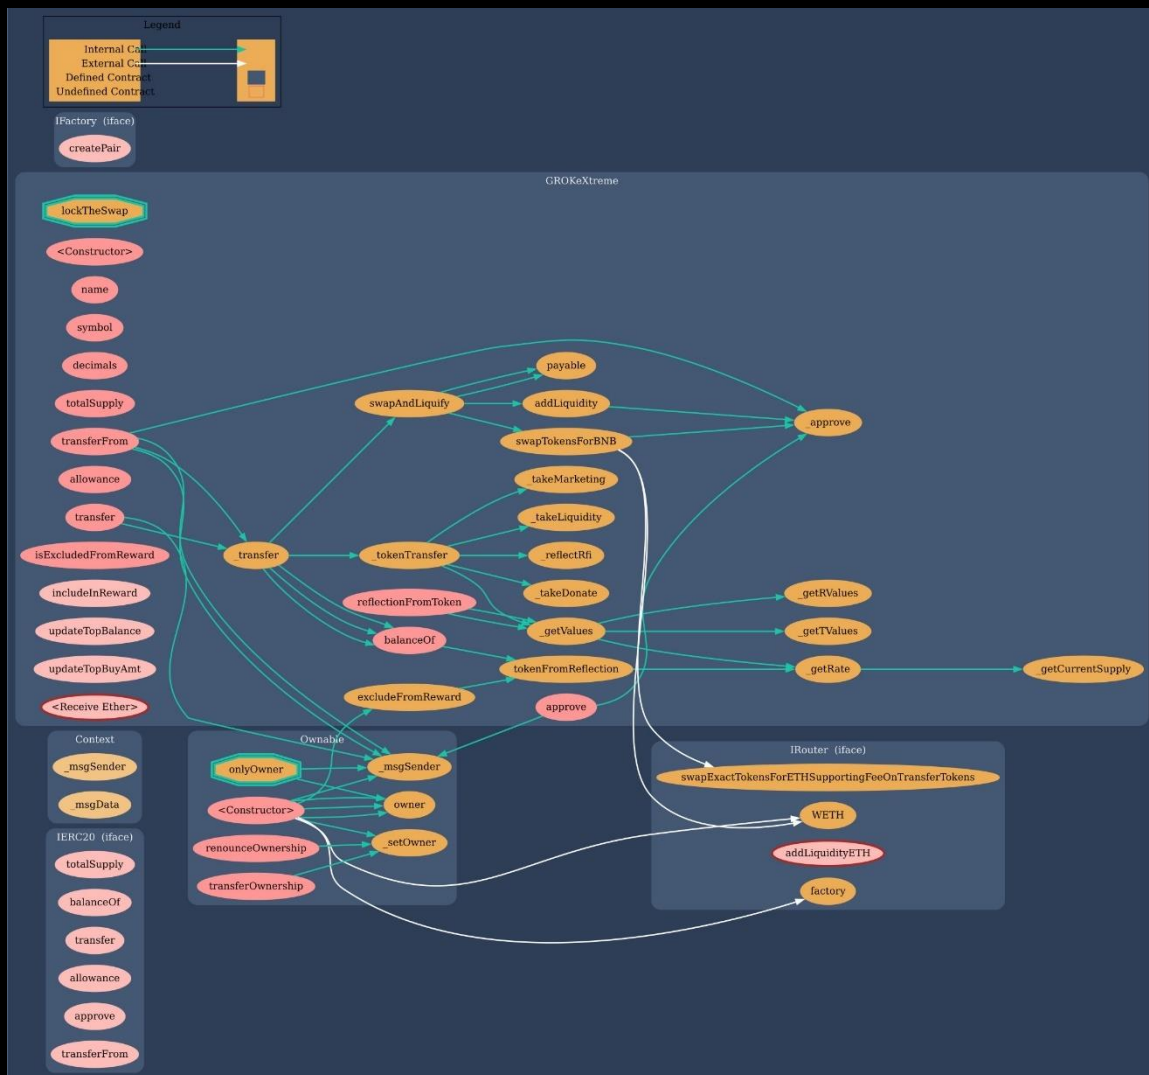 Legend
Internal Call
External Call
Defined Contract
Undefined Contract
IFactory (iface)
createPair
GROKeXtreme
lockTheSwap
<Constructor>
name
symbol
decimals
totalSupply
transferFrom
allowance
transfer
isExcludedFromReward
includeInReward
updateTopBalance
updateTopBuyAmt
<Receive Ether>
_transfer
swapAndLiquify
_tokenTransfer
reflectionFromToken
balanceOf
excludeFromReward
payable
addLiquidity
swapTokensForBNB
_takeMarketing
_takeLiquidity
_reflectRfi
_takeDonate
_getValues
tokenFromReflection
approve
_approve
_getRValues
_getTValues
_getRate
_getCurrentSupply
Context
_msgSender
_msgData
Ownable
onlyOwner
<Constructor>
renounceOwnership
transferOwnership
_msgSender
owner
_setOwner
IRouter (iface)
swapExactTokensForETHSupportingFeeOnTransferTokens
WETH
addLiquidityETH
factory
IERC20 (iface)
totalSupply
balanceOf
transfer
allowance
approve
transferFrom